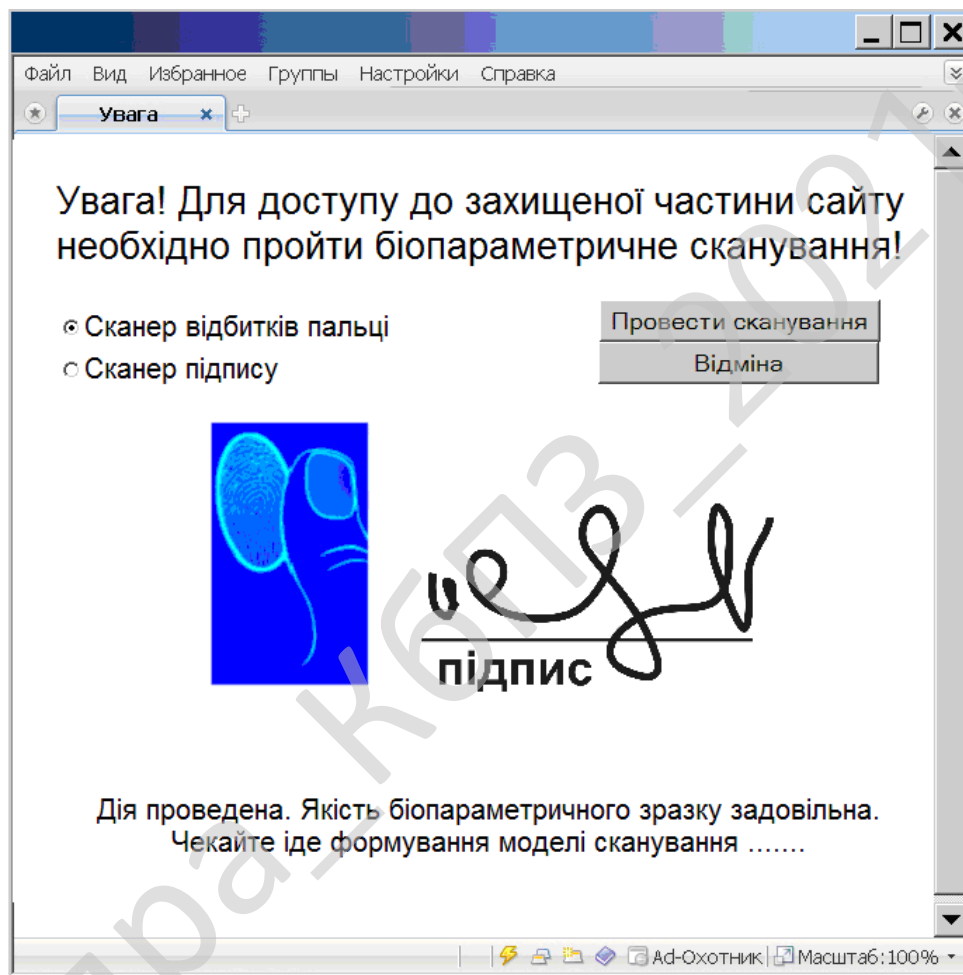 Файл Вид Избранное Группы Настройки Справка
Увага
Увага! Для доступу до захищеної частини сайту
необхідно пройти біопараметричне сканування!
Сканер відбитків пальці
Сканер підпису
Провести сканування
Відміна
підпис
Дія проведена. Якість біопараметричного зразку задовільна.
Чекайте іде формування моделі сканування .......
Ad-Охотник Масштаб: 100%
дра_КбПЗ_2021